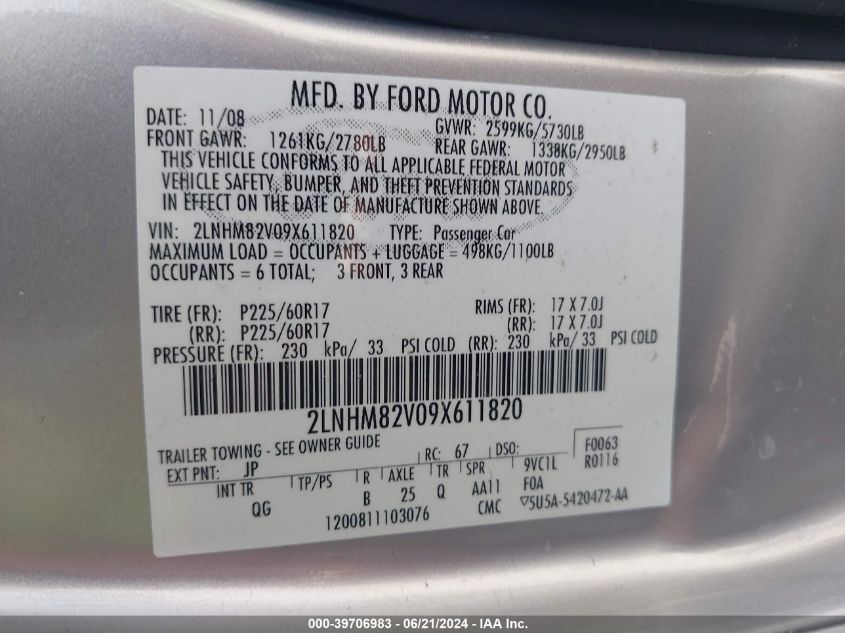 MFD. BY FORD MOTOR CO.
DATE: 11/08 GVWR: 2599KG/5730LB
FRONT GAWR: 1261KG/2780LB REAR GAWR: 1338KG/2950LB
THIS VEHICLE CONFORMS TO ALL APPLICABLE FEDERAL MOTOR
VEHICLE SAFETY, BUMPER, AND THEFT PREVENTION STANDARDS
IN EFFECT ON THE DATE OF MANUFACTURE SHOWN ABOVE.
VIN: 2LNHM82V09X611820 TYPE: Passenger Car
MAXIMUM LOAD = OCCUPANTS + LUGGAGE = 498KG/1100LB
OCCUPANTS = 6 TOTAL; 3 FRONT, 3 REAR
TIRE (FR): P225/60R17 RIMS (FR): 17 X 7.0J
(RR): P225/60R17 (RR): 17 X 7.0J
PRESSURE (FR): 230 kPa/ 33 PSI COLD (RR): 230 kPa/ 33 PSI COLD
2LNHM82V09X611820
TRAILER TOWING - SEE OWNER GUIDE RC: 67 DSO: F0063
EXT PNT: JP R0116
INT TR TP/PS R AXLE TR SPR 9VC1L
QG B 25 Q AA11 FOA
1200811103076 CMC ▽5U5A-5420472-AA
000-39706983 - 06/21/2024 - IAA Inc.